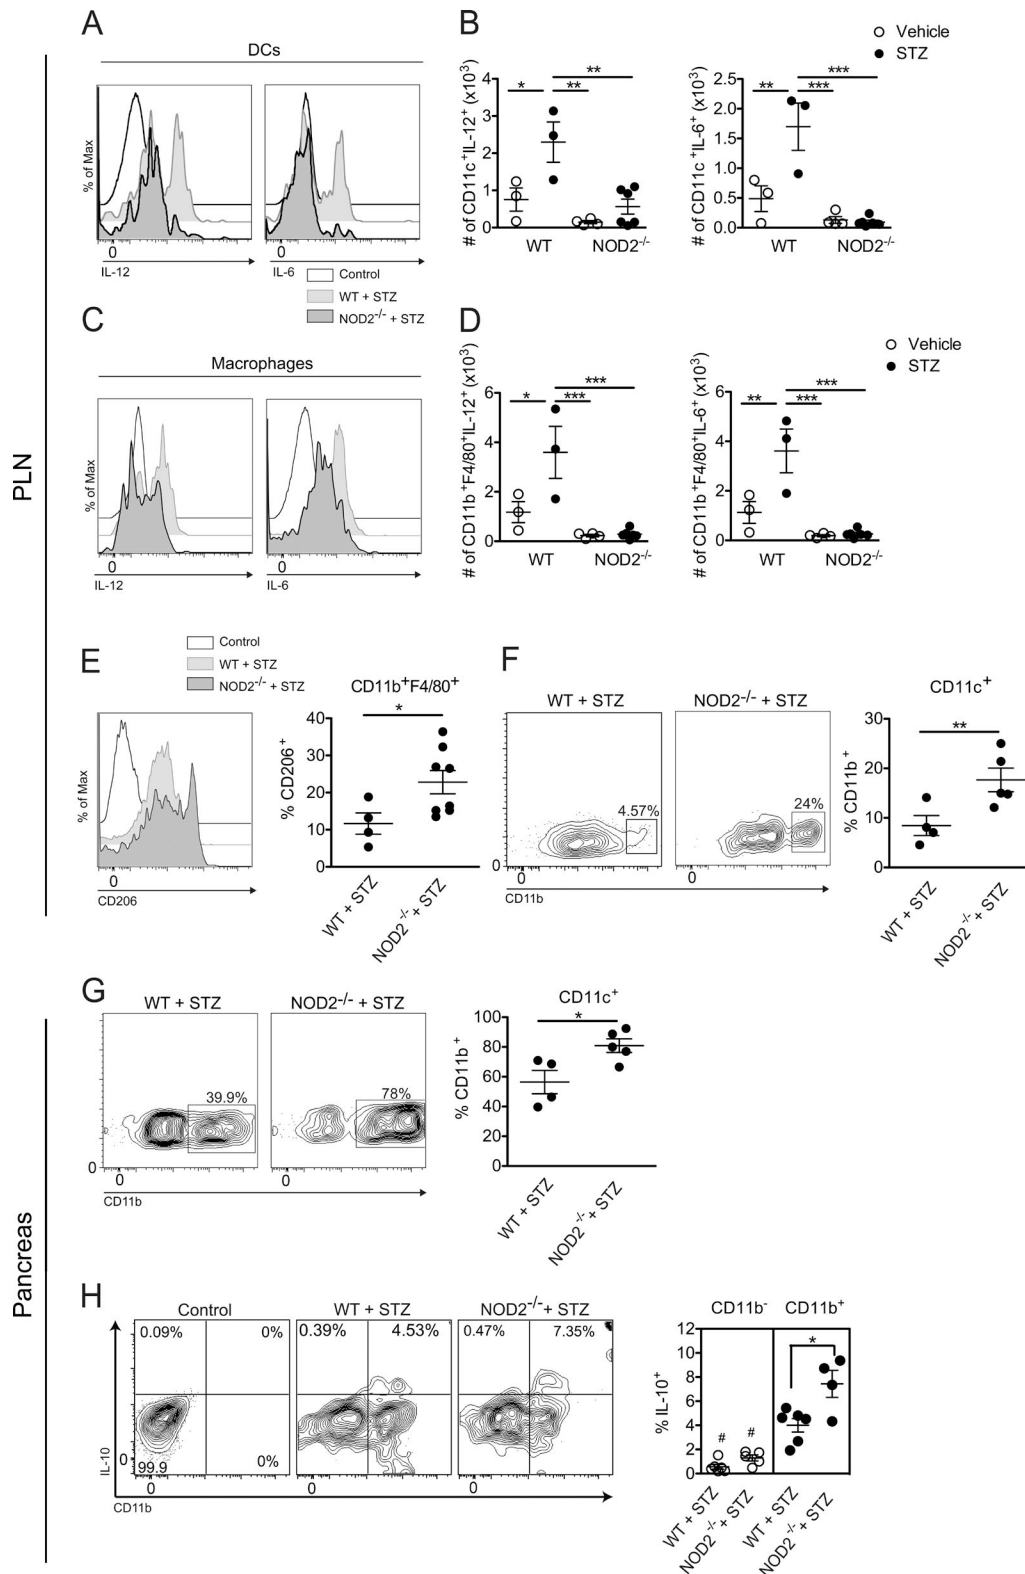 A
DCs
% of Max
0
0
IL-12
IL-6
Control
WT + STZ
NOD2-/- + STZ
B
Vehicle
STZ
# of CD11c+IL-12+ (x10³)
4
3
2
1
0
*
**
**
WT
NOD2-/-
# of CD11c+IL-6+ (x10³)
2.5
2.0
1.5
1.0
0.5
0.0
**
***
***
WT
NOD2-/-
PLN
C
Macrophages
% of Max
0
0
IL-12
IL-6
D
Vehicle
STZ
# of CD11b+F4/80+IL-12+ (x10³)
6
4
2
0
*
***
***
WT
NOD2-/-
# of CD11b+F4/80+IL-6+ (x10³)
6
4
2
0
**
***
***
WT
NOD2-/-
E
Control
WT + STZ
NOD2-/- + STZ
% of Max
0
CD206
CD11b+F4/80+
*
% CD206+
40
30
20
10
0
WT + STZ
NOD2-/- + STZ
F
WT + STZ
NOD2-/- + STZ
4.57%
24%
0
0
0
CD11b
CD11c+
**
% CD11b+
30
20
10
0
WT + STZ
NOD2-/- + STZ
Pancreas
G
WT + STZ
NOD2-/- + STZ
39.9%
78%
0
0
0
CD11b
CD11c+
*
% CD11b+
100
80
60
40
20
0
WT + STZ
NOD2-/- + STZ
H
Control
WT + STZ
NOD2-/- + STZ
0.09%
0%
0.39%
4.53%
0.47%
7.35%
IL-10
0
99.9
0%
0
0
0
CD11b
CD11b-
CD11b+
% IL-10+
12
10
8
6
4
2
0
#
#
*
WT + STZ
NOD2-/- + STZ
WT + STZ
NOD2-/- + STZ